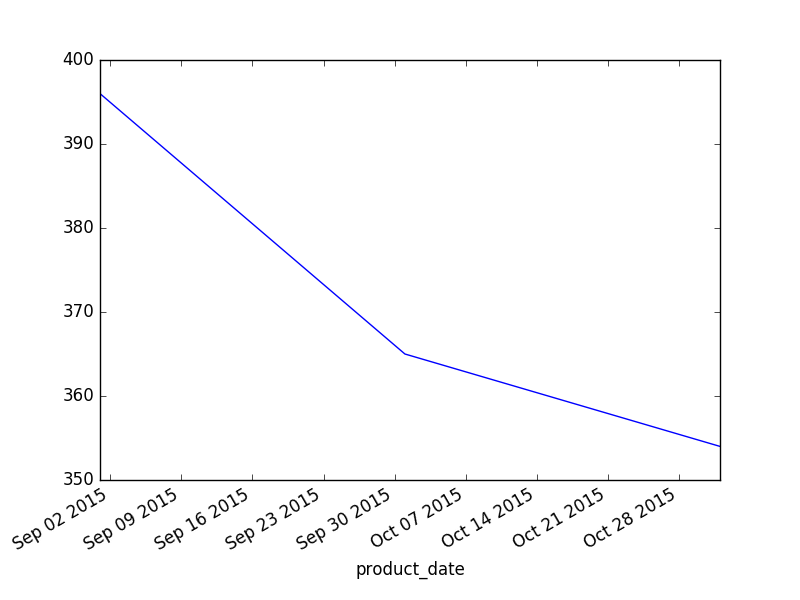 400
390
380
370
360
350
Sep 02 2015
Sep 09 2015
Sep 16 2015
Sep 23 2015
Sep 30 2015
Oct 07 2015
Oct 14 2015
Oct 21 2015
Oct 28 2015
product_date